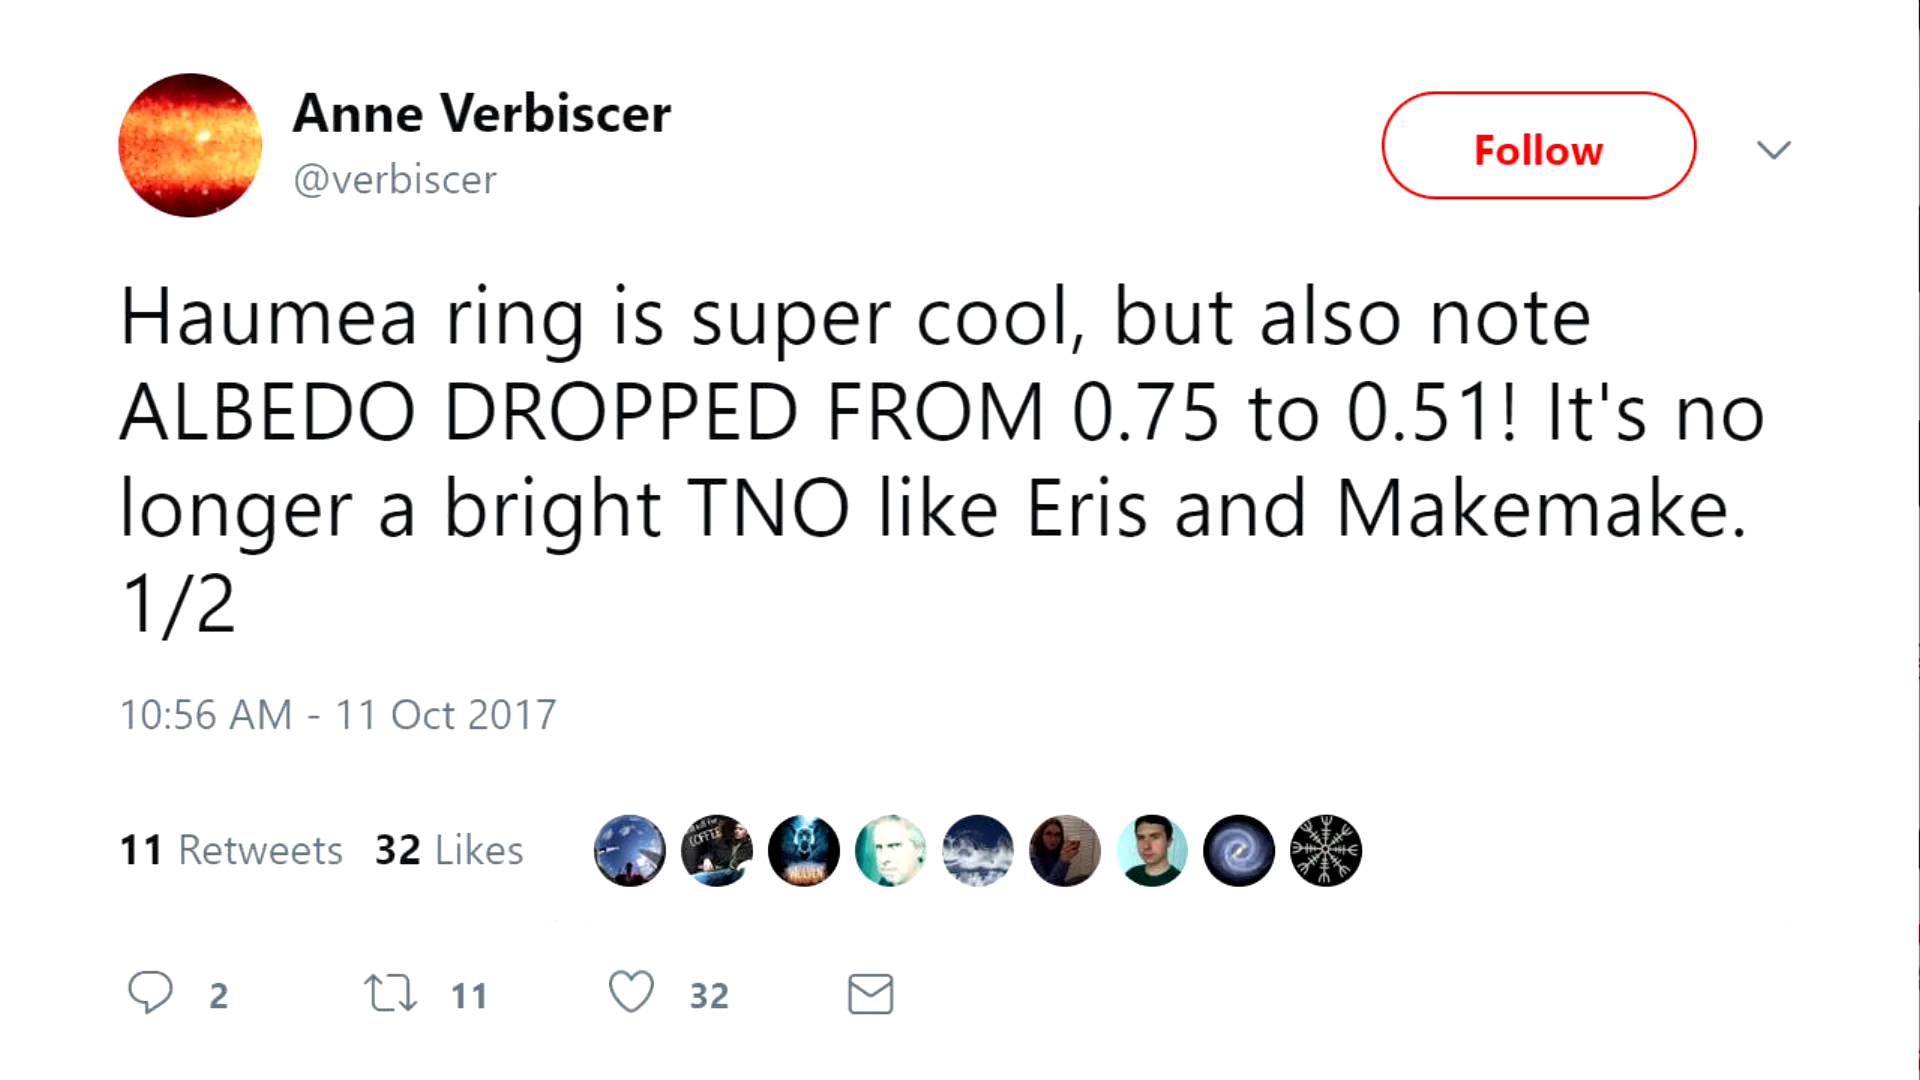 Anne Verbiscer
@verbiscer
Follow
Haumea ring is super cool, but also note
ALBEDO DROPPED FROM 0.75 to 0.51! It's no
longer a bright TNO like Eris and Makemake.
1/2
10:56 AM - 11 Oct 2017
11 Retweets 32 Likes
COFFEE
2 11 32